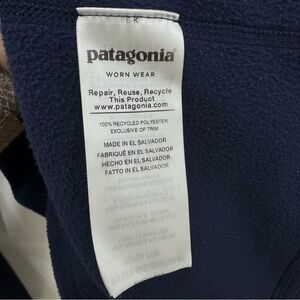 patagonia
WORN WEAR
Repair, Reuse, Recycle
This Product
www.patagonia.com
100% RECYCLED POLYESTER
EXCLUSIVE OF TRIM
MADE IN EL SALVADOR
FABRIQUÉ EN EL SALVADOR
HECHO EN EL SALVADOR
FATTO IN EL SALVADOR